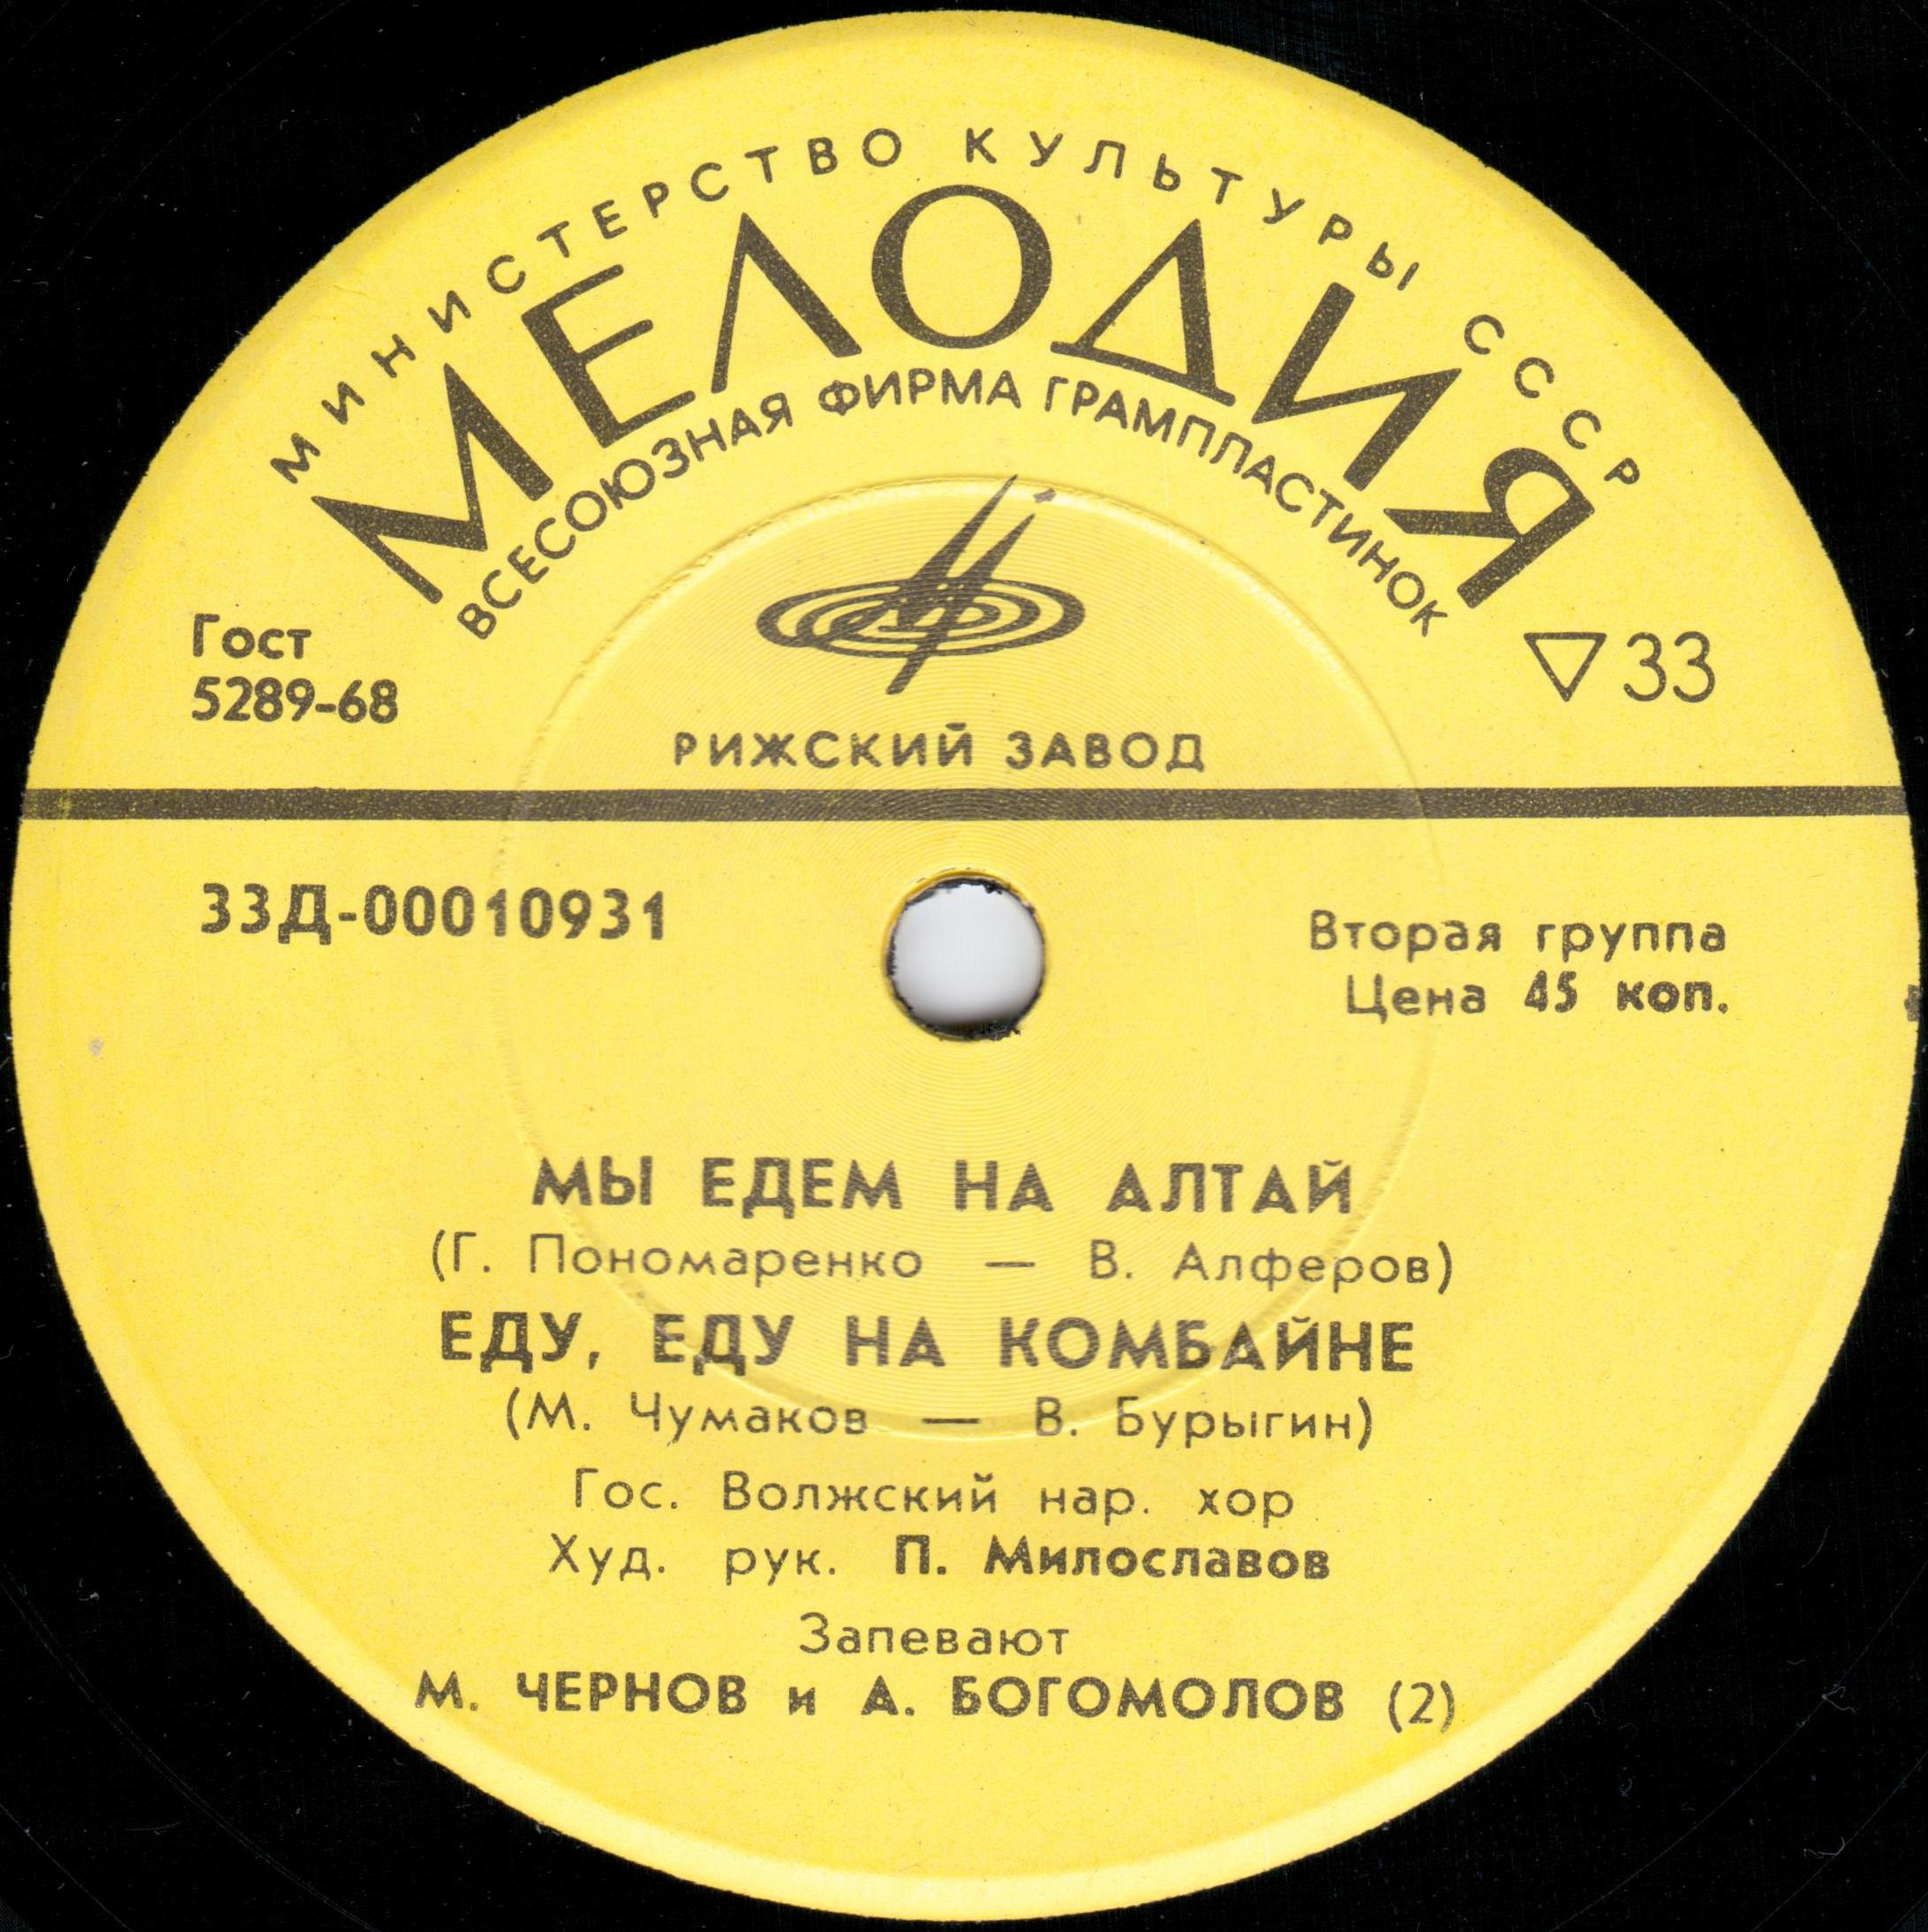 МИНИСТЕРСТВО КУЛЬТУРЫ СССР
МЕЛОДИЯ
ВСЕСОЮЗНАЯ ФИРМА ГРАМПЛАСТИНОК
Гост
5289-68
33
РИЖСКИЙ ЗАВОД
33Д-00010931
Вторая группа
Цена 45 коп.
МЫ ЕДЕМ НА АЛТАЙ
(Г. Пономаренко — В. Алферов)
ЕДУ, ЕДУ НА КОМБАЙНЕ
(М. Чумаков — В. Бурыгин)
Гос. Волжский нар. хор
Худ. рук. П. Милославов
Запевают
М. ЧЕРНОВ и А. БОГОМОЛОВ (2)